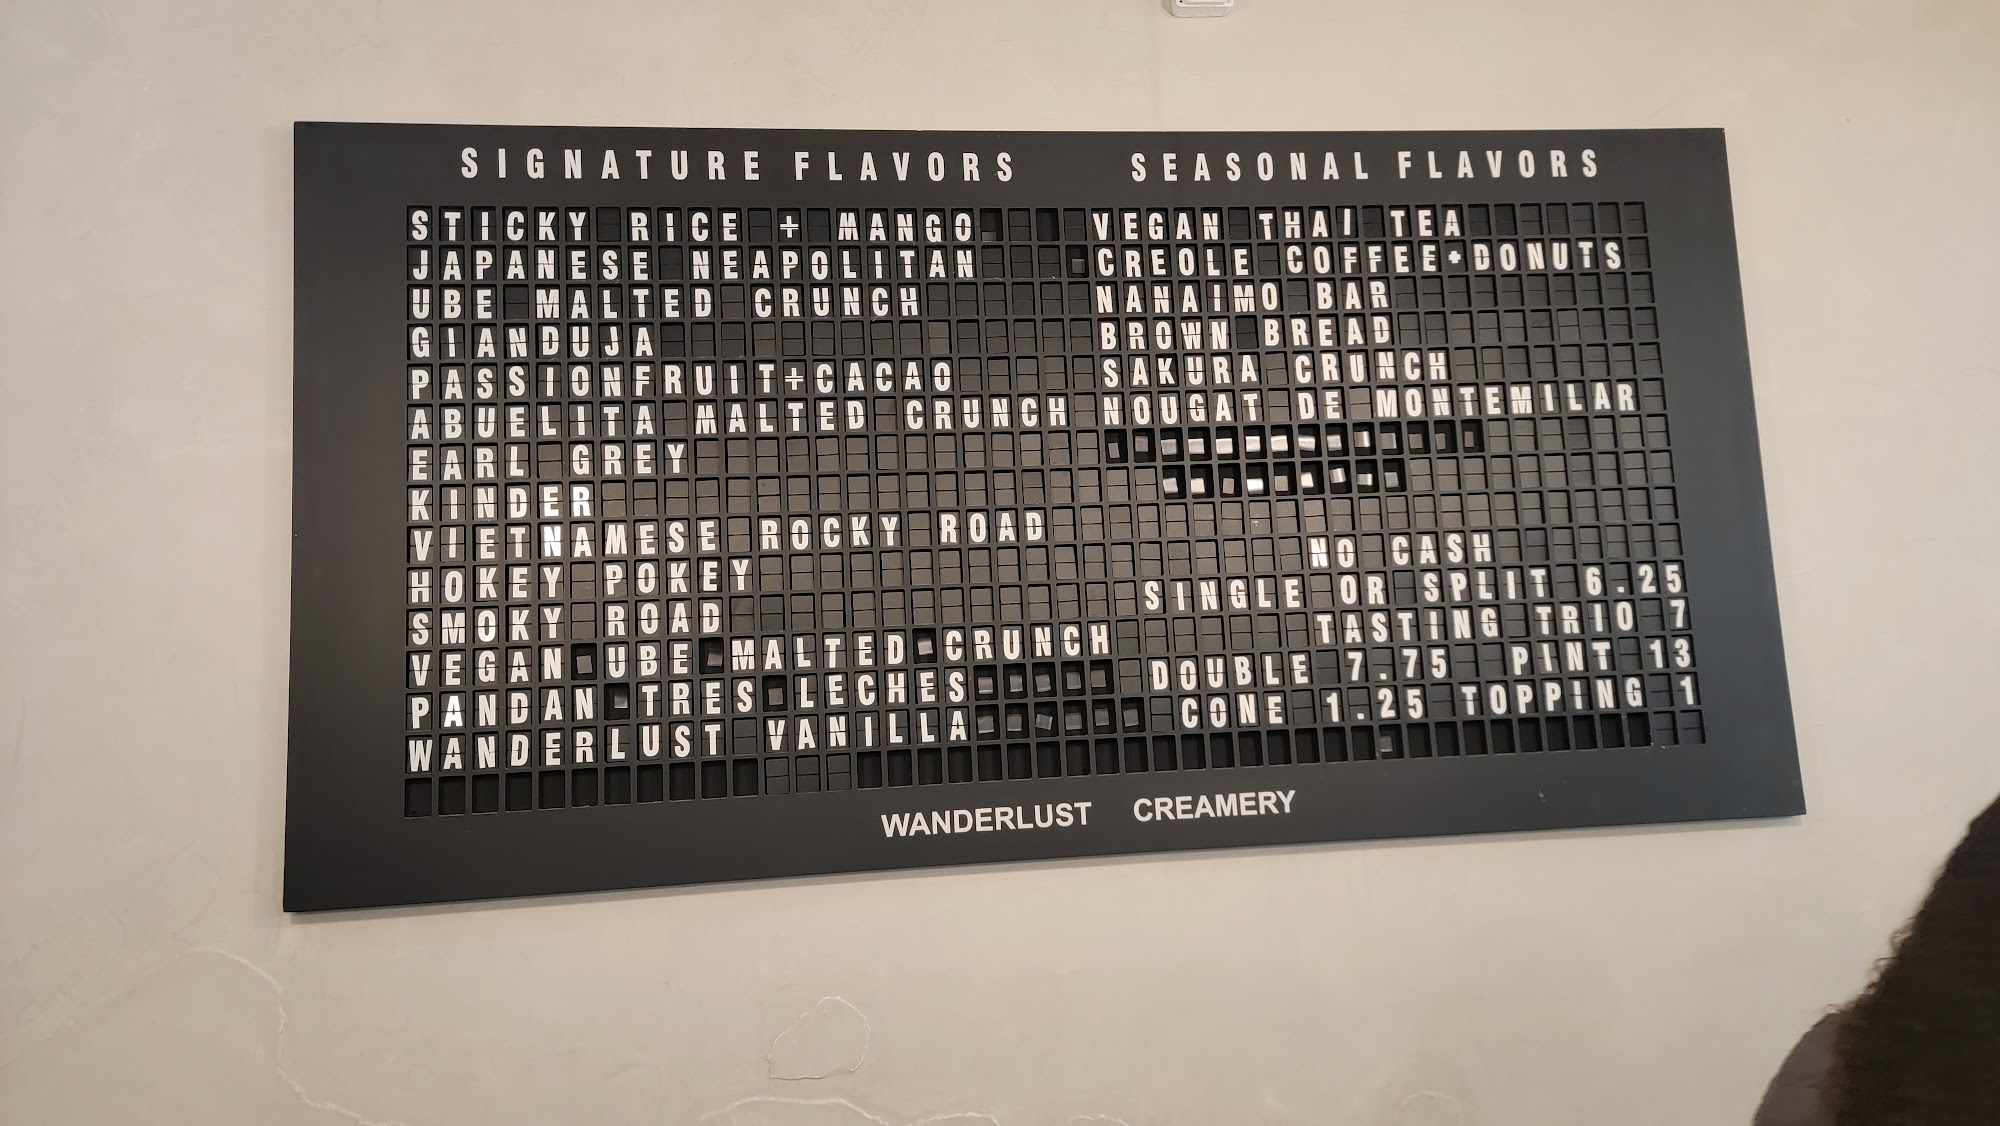 SIGNATURE FLAVORS
STICKY RICE + MANGO
JAPANESE NEAPOLITAN
UBE MALTED CRUNCH
GIANDUJA
PASSIONFRUIT+CACAO
ABUELITA MALTED CRUNCH
EARL GREY
KINDER
VIETNAMESE ROCKY ROAD
HOKEY POKEY
SMOKY ROAD
VEGAN UBE MALTED CRUNCH
PANDAN TRES LECHES
WANDERLUST VANILLA
SEASONAL FLAVORS
VEGAN THAI TEA
CREOLE COFFEE+DONUTS
NANAIMO BAR
BROWN BREAD
SAKURA CRUNCH
NOUGAT DE MONTEMILAR
NO CASH
SINGLE OR SPLIT 6.25
TASTING TRIO 7
DOUBLE 7.75 PINT 13
CONE 1.25 TOPPING 1
WANDERLUST CREAMERY